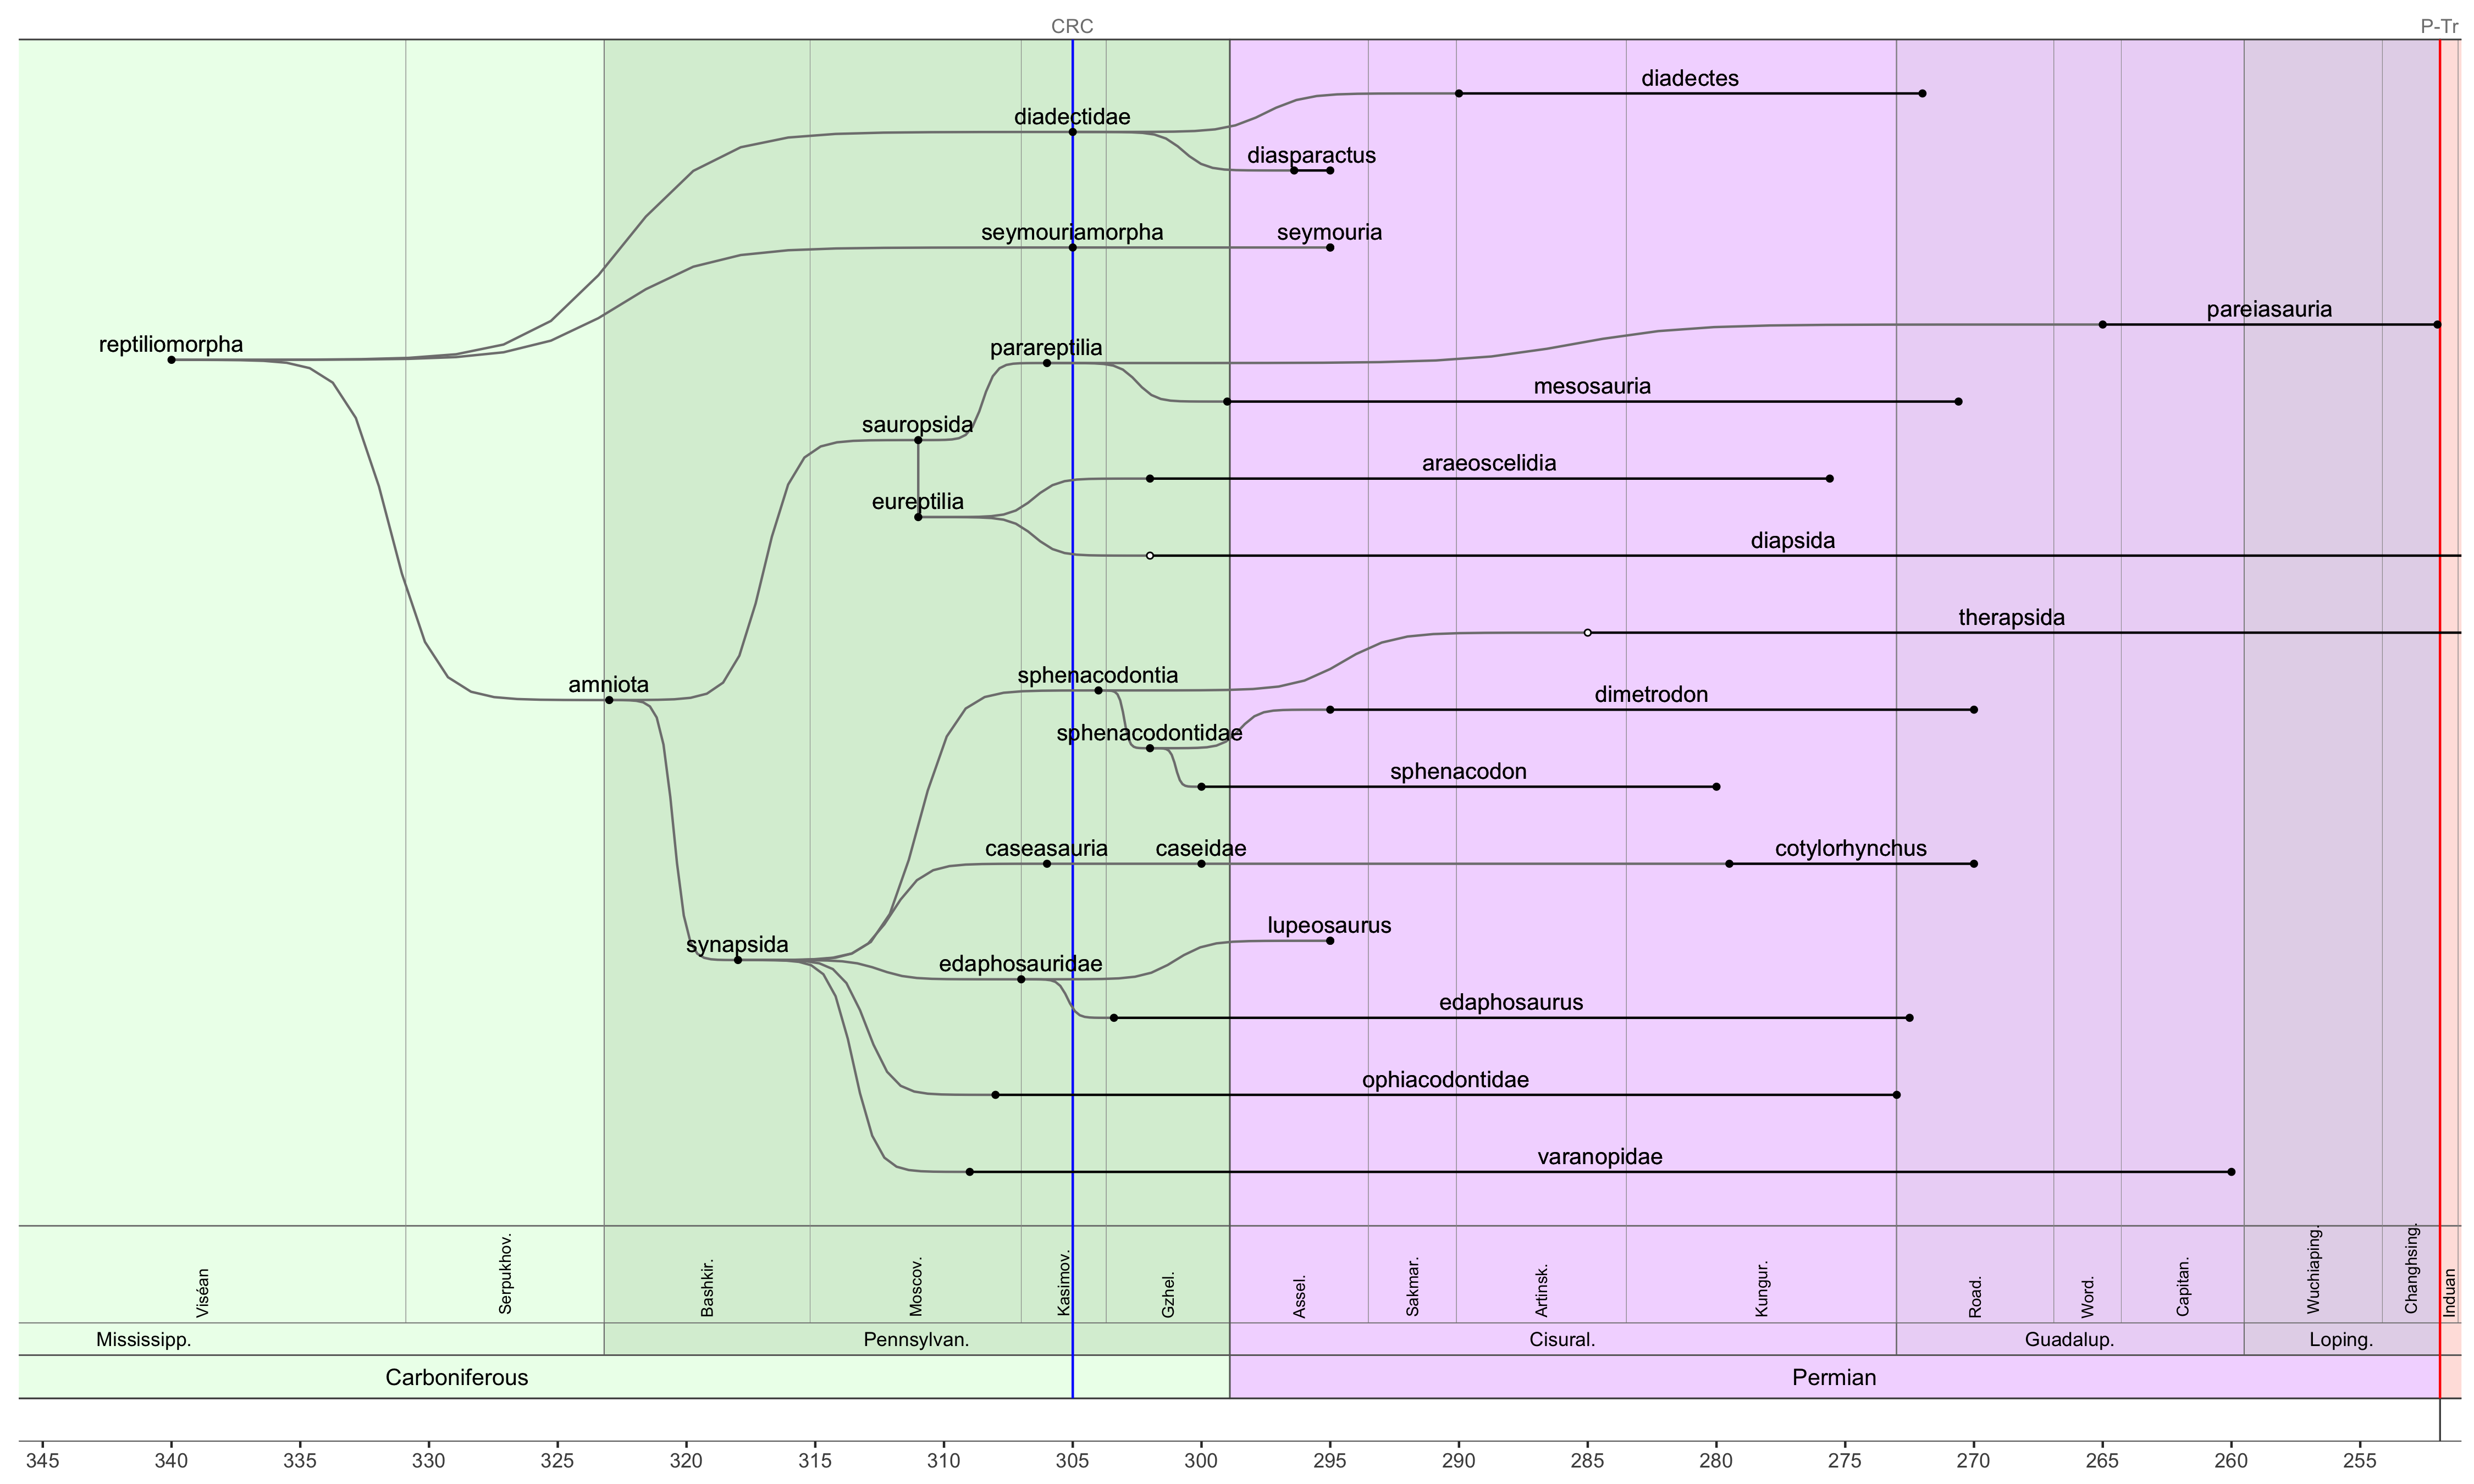 CRC
P-Tr
diadectes
diadectidae
diasparactus
seymouriamorpha
seymouria
pareiasauria
reptiliomorpha
parareptilia
mesosauria
sauropsida
araeoscelidia
eureptilia
diapsida
therapsida
sphenacodontia
amniota
dimetrodon
sphenacodontidae
sphenacodon
caseasauria
caseidae
cotylorhynchus
lupeosaurus
synapsida
edaphosauridae
edaphosaurus
ophiacodontidae
varanopidae
Viséan
Serpukhov.
Bashkir.
Moscov.
Kasimov.
Gzhel.
Assel.
Sakmar.
Artinsk.
Kungur.
Road.
Word.
Capitan.
Wuchiaping.
Changhsing.
Induan
Mississipp.
Pennsylvan.
Cisural.
Guadalup.
Loping.
Carboniferous
Permian
345
340
335
330
325
320
315
310
305
300
295
290
285
280
275
270
265
260
255